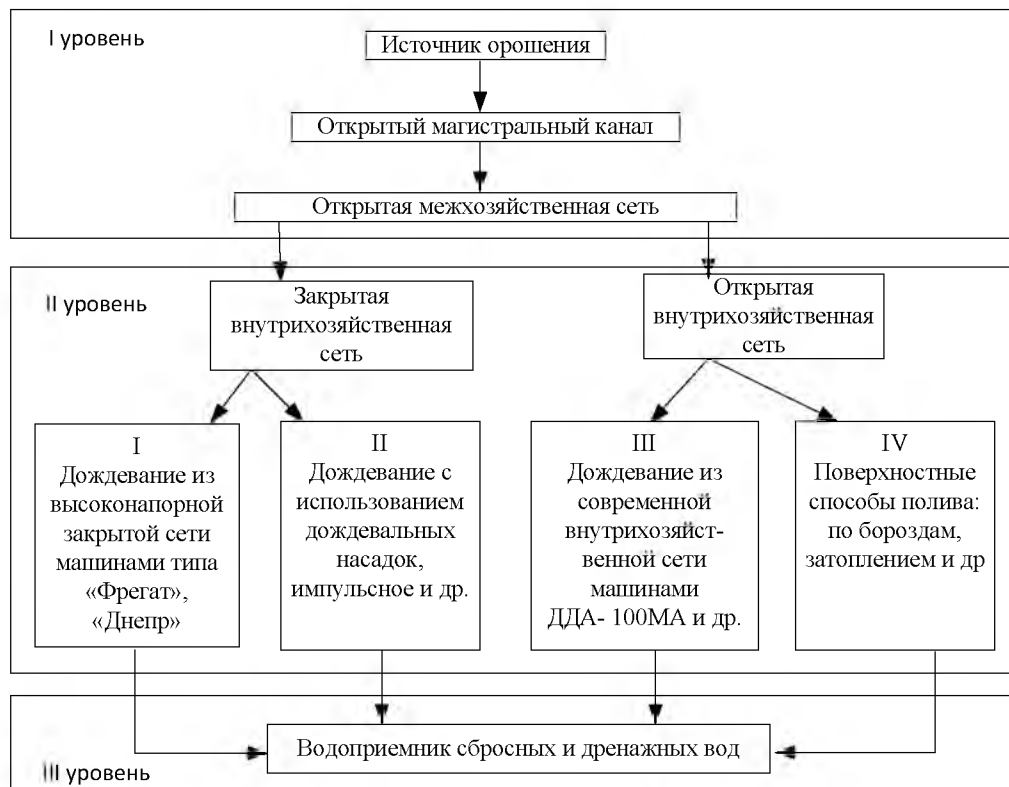 I уровень
Источник орошения
Открытый магистральный канал
Открытая межхозяйственная сеть
II уровень
Закрытая
внутрихозяйственная
сеть
Открытая
внутрихозяйственная
сеть
I
Дождевание из
высоконапорной
закрытой сети
машинами типа
«Фрегат»,
«Днепр»
II
Дождевание с
использованием
дождевальных
насадок,
импульсное и др.
III
Дождевание из
современной
внутрихозяйст-
венной сети
машинами
ДДА- 100МА и др.
IV
Поверхностные
способы полива:
по бороздам,
затоплением и др
Водоприемник сбросных и дренажных вод
III уровень